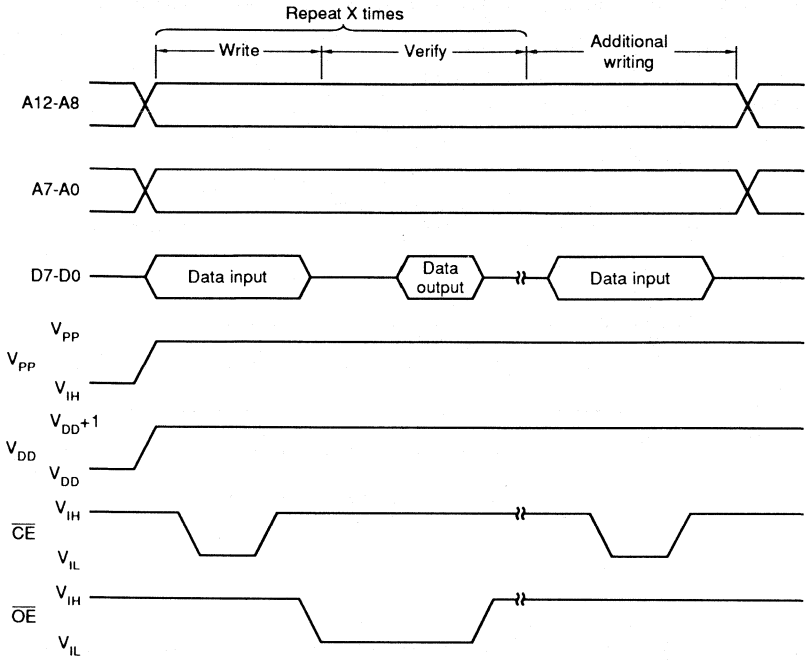 Repeat X times
Write
Verify
Additional
writing
A12-A8
A7-A0
D7-D0
Data input
Data
output
Data input
VPP
VPP
VIH
VDD+1
VDD
VDD
VIH
CE
VIL
VIH
OE
VIL